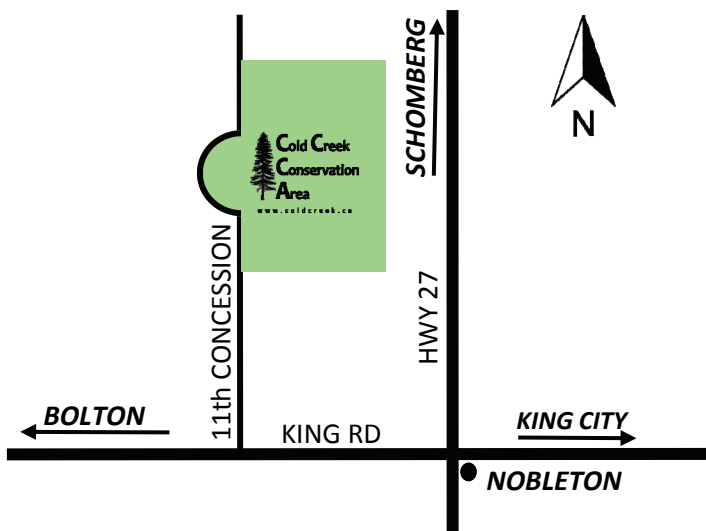 SCHOMBERG
N
Cold Creek
Conservation
Area
www.coldcreek.ca
11th CONCESSION
HWY 27
BOLTON
KING RD
KING CITY
NOBLETON